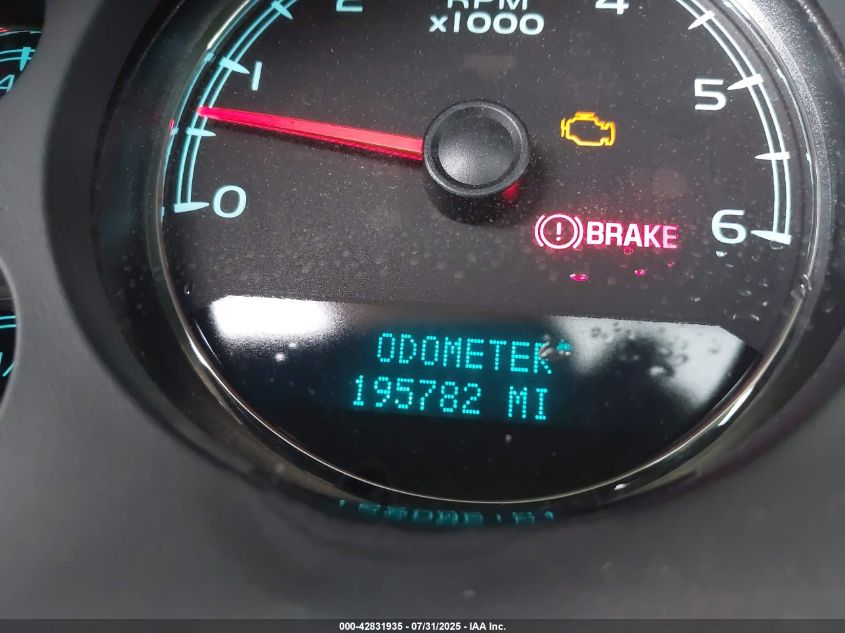 2
RPM
x1000
4
1
5
0
6
(!) BRAKE
ODOMETER
195782 MI
000-42831935 - 07/31/2025 - IAA Inc.